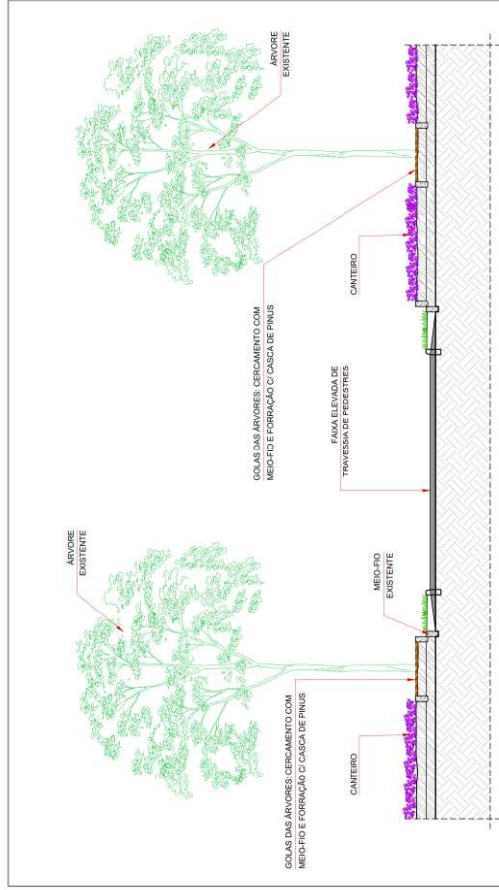 ÁRVORE
EXISTENTE
GOLAS DAS ÁRVORES: CERCAMENTO COM
MEIO-FIO E FORRAÇÃO C/ CASCA DE PINUS
CANTEIRO
MEIO-FIO
EXISTENTE
FAIXA ELEVADA DE
TRAVESSIA DE PEDESTRES
GOLAS DAS ÁRVORES: CERCAMENTO COM
MEIO-FIO E FORRAÇÃO C/ CASCA DE PINUS
CANTEIRO
ÁRVORE
EXISTENTE